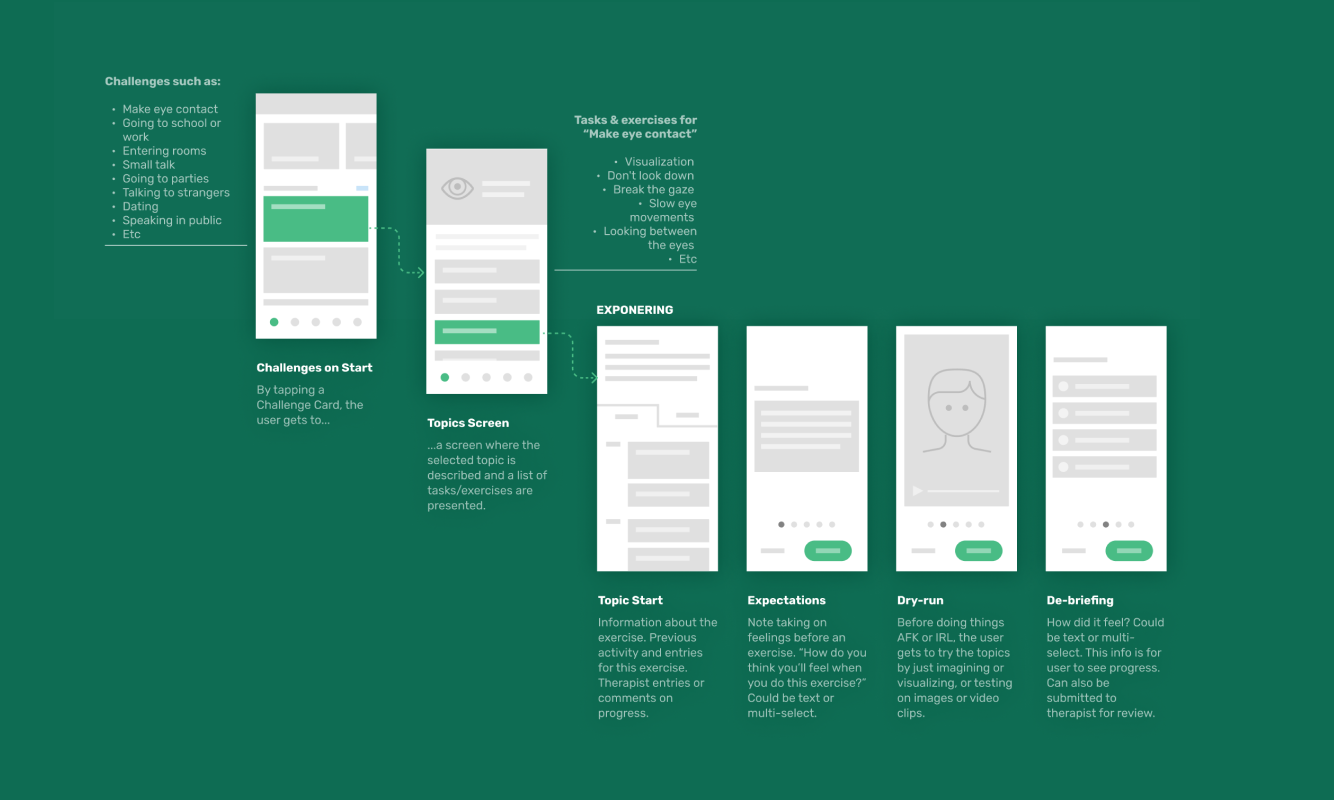 Challenges such as:
• Make eye contact
• Going to school or
work
• Entering rooms
• Small talk
• Going to parties
• Talking to strangers
• Dating
• Speaking in public
• Etc
Challenges on Start
By tapping a
Challenge Card, the
user gets to...
Topics Screen
...a screen where the
selected topic is
described and a list of
tasks/exercises are
presented.
Tasks & exercises for
“Make eye contact”
• Visualization
• Don't look down
• Break the gaze
• Slow eye
movements
• Looking between
the eyes
• Etc
EXPONERING
Topic Start
Information about the
exercise. Previous
activity and entries
for this exercise.
Therapist entries or
comments on
progress.
Expectations
Note taking on
feelings before an
exercise. “How do you
think you’ll feel when
you do this exercise?”
Could be text or
multi-select.
Dry-run
Before doing things
AFK or IRL, the user
gets to try the topics
by just imagining or
visualizing, or testing
on images or video
clips.
De-briefing
How did it feel? Could
be text or multi-
select. This info is for
user to see progress.
Can also be
submitted to
therapist for review.